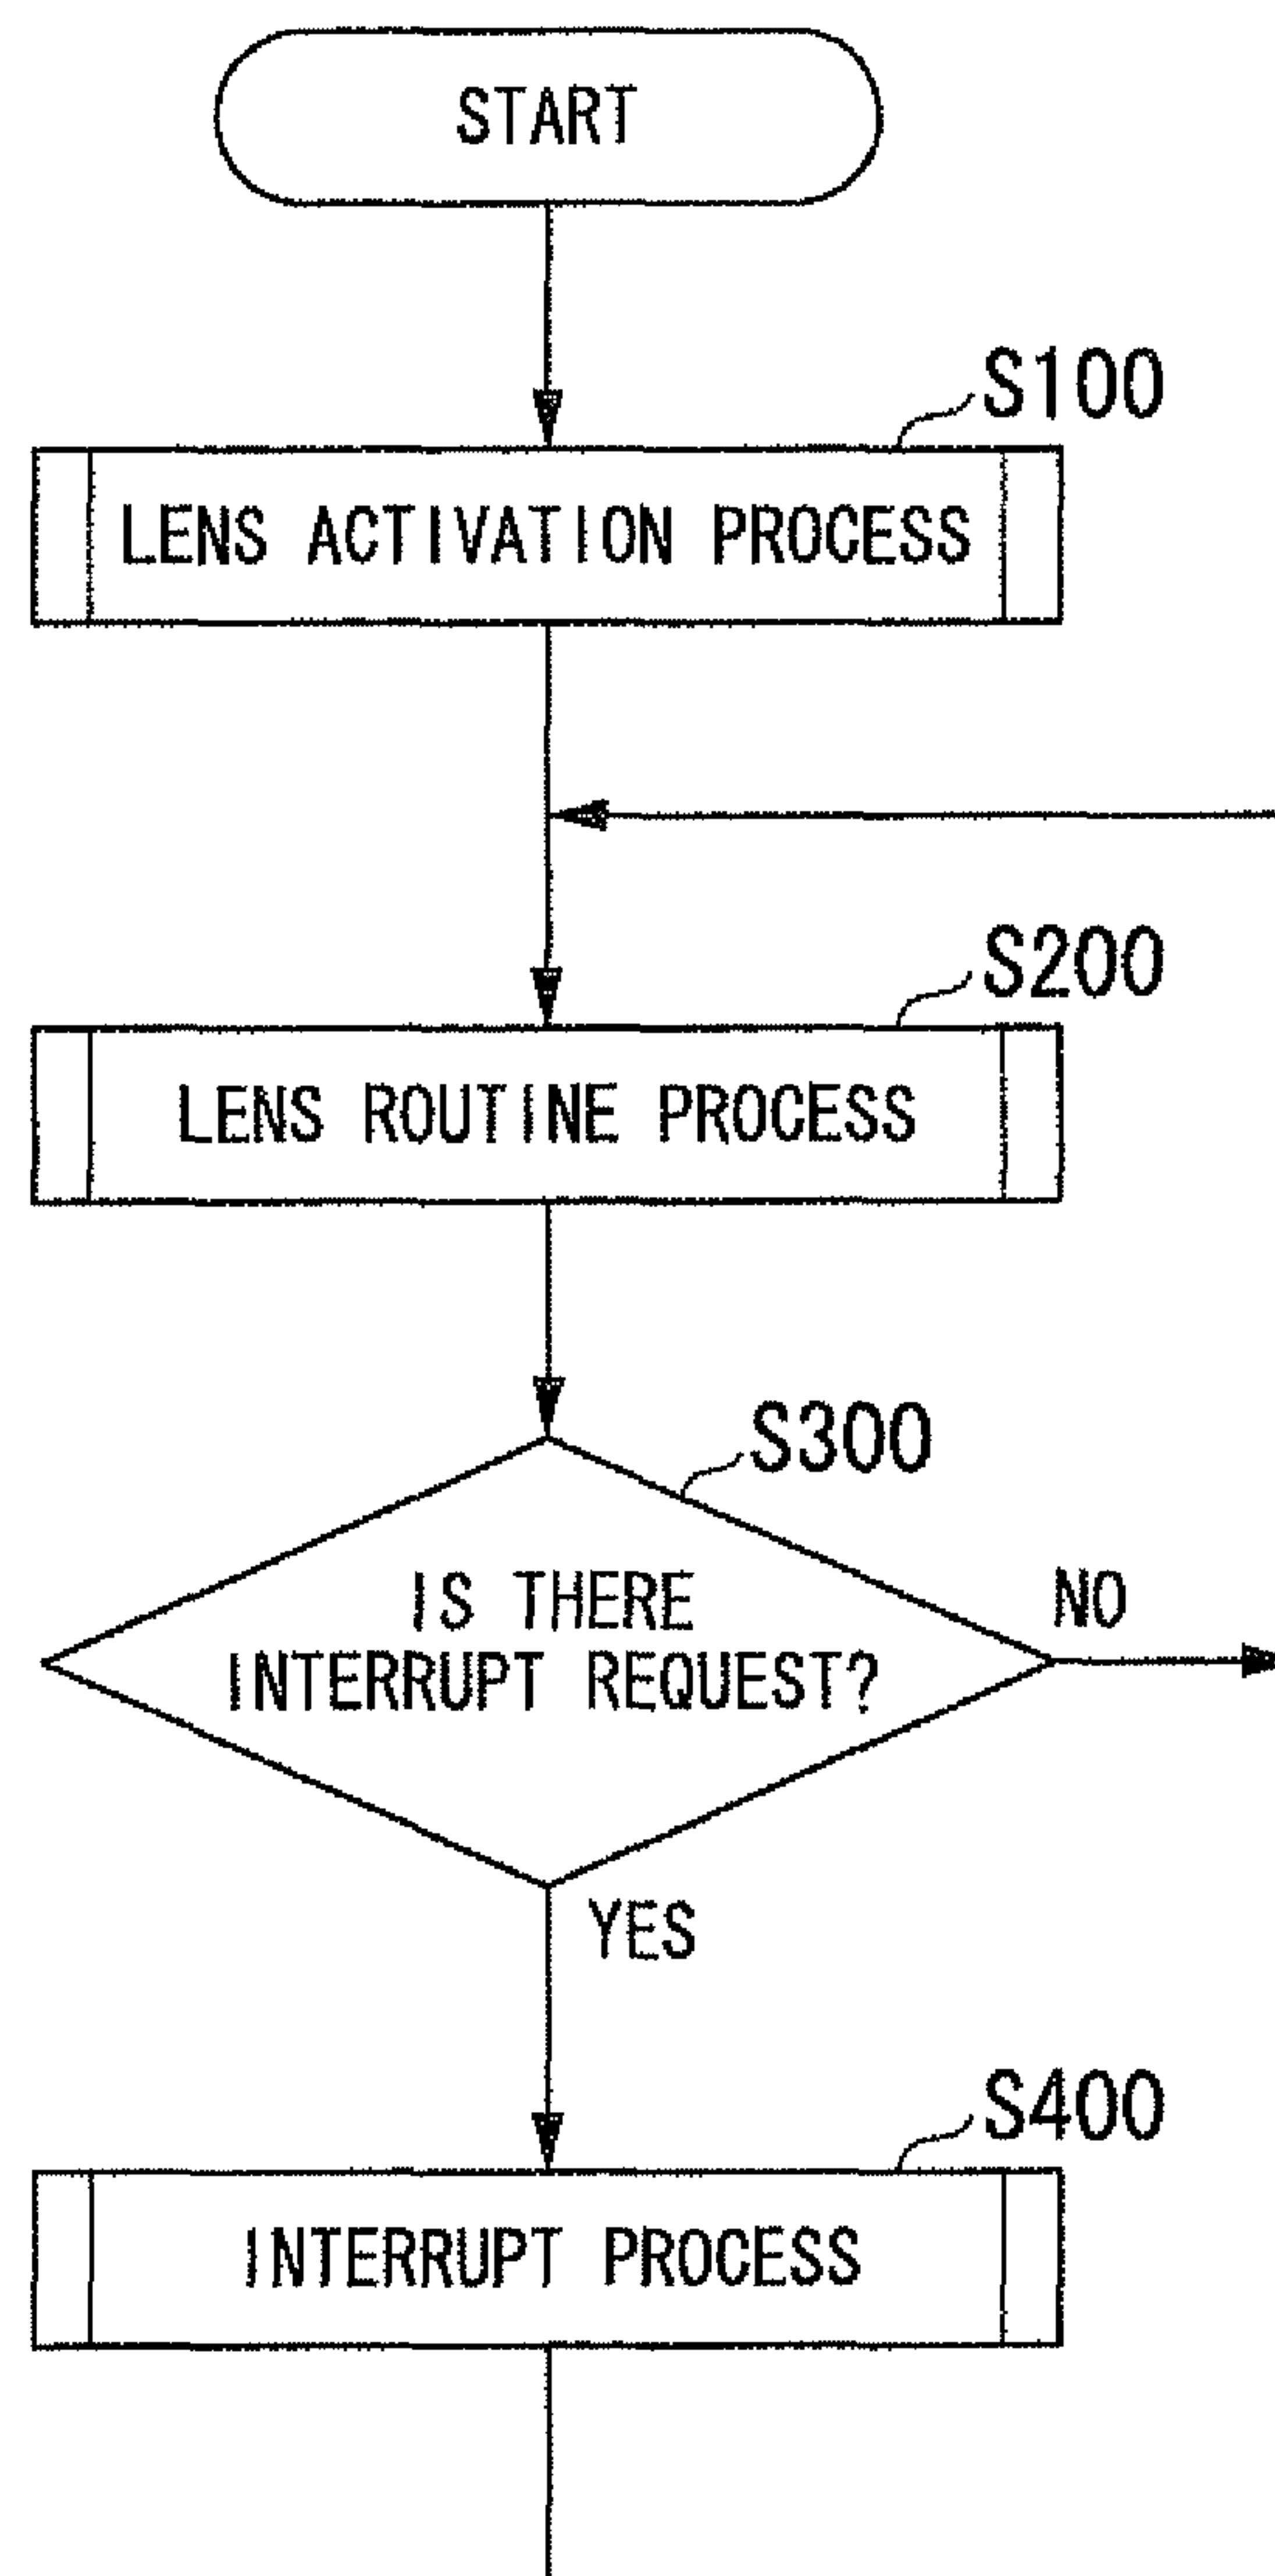 START
S100
LENS ACTIVATION PROCESS
S200
LENS ROUTINE PROCESS
S300
IS THERE
INTERRUPT REQUEST?
NO
YES
S400
INTERRUPT PROCESS